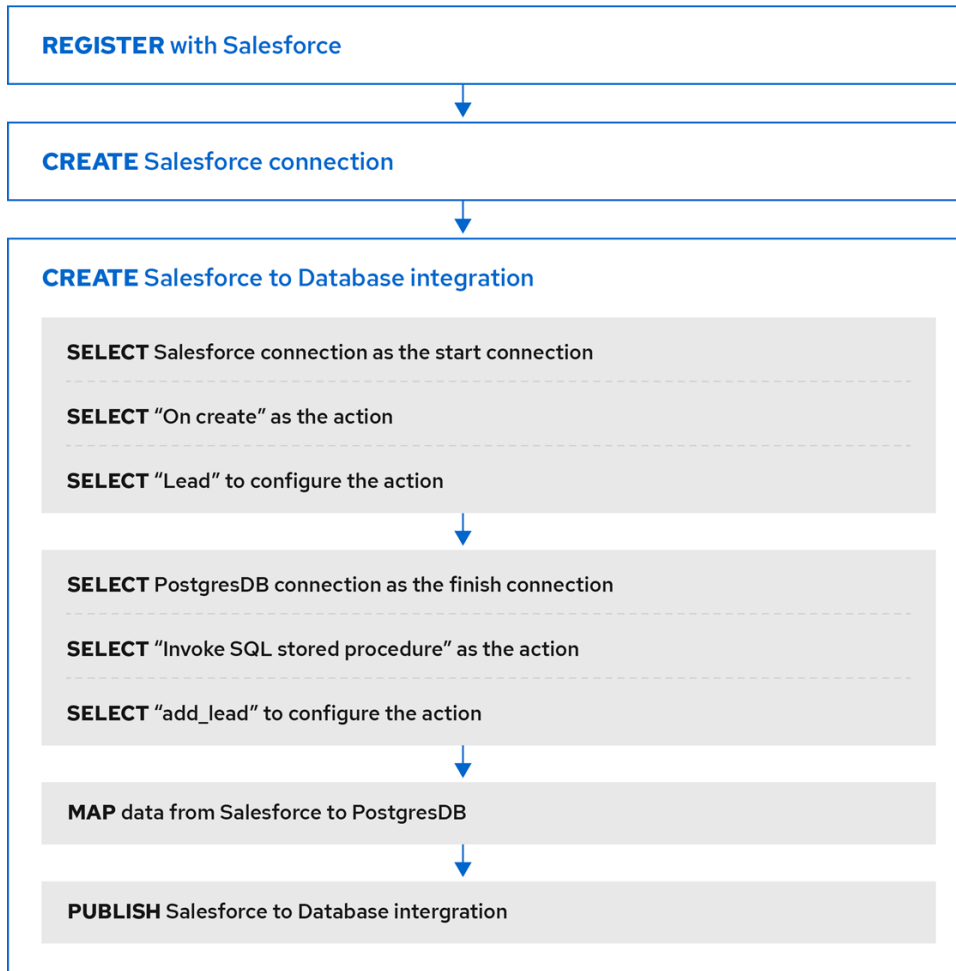 REGISTER with Salesforce
CREATE Salesforce connection
CREATE Salesforce to Database integration
SELECT Salesforce connection as the start connection
SELECT “On create” as the action
SELECT “Lead” to configure the action
SELECT PostgresDB connection as the finish connection
SELECT “Invoke SQL stored procedure” as the action
SELECT “add_lead” to configure the action
MAP data from Salesforce to PostgresDB
PUBLISH Salesforce to Database intergration